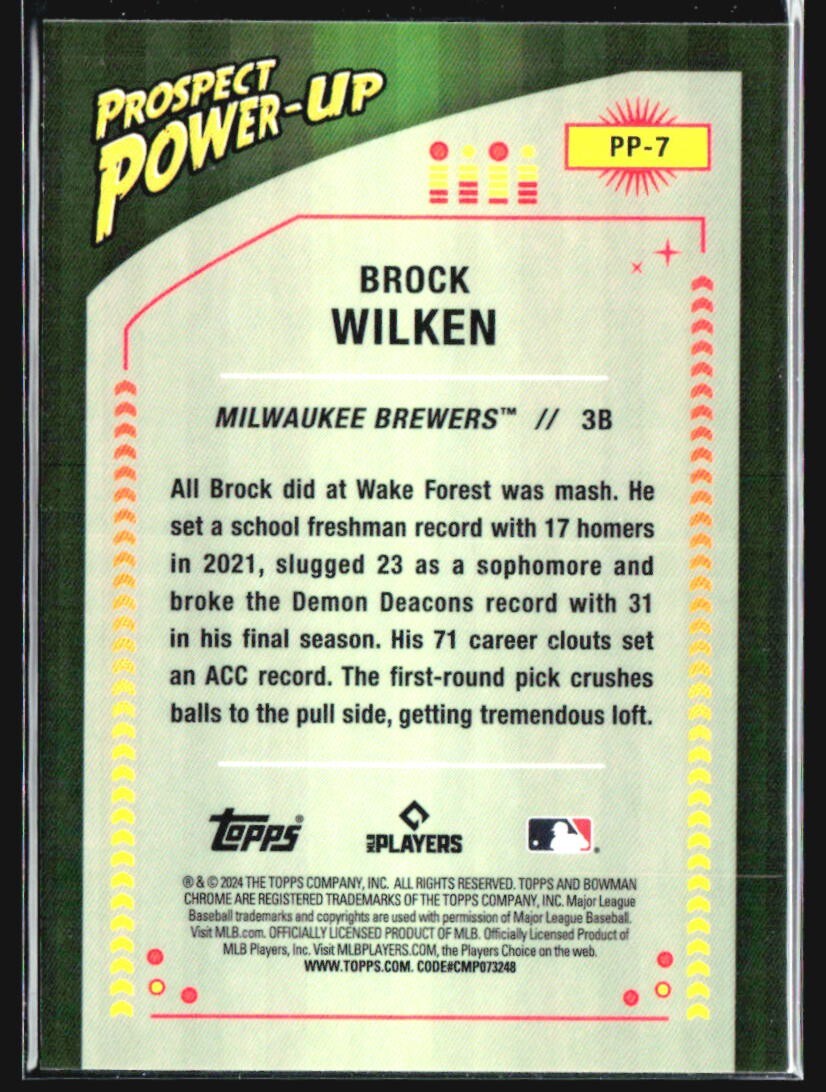 PROSPECT
POWER-UP
PP-7
BROCK
WILKEN
MILWAUKEE BREWERS™ // 3B
All Brock did at Wake Forest was mash. He
set a school freshman record with 17 homers
in 2021, slugged 23 as a sophomore and
broke the Demon Deacons record with 31
in his final season. His 71 career clouts set
an ACC record. The first-round pick crushes
balls to the pull side, getting tremendous loft.
topps® MLB PLAYERS
® & © 2024 THE TOPPS COMPANY, INC. ALL RIGHTS RESERVED. TOPPS AND BOWMAN
CHROME ARE REGISTERED TRADEMARKS OF THE TOPPS COMPANY, INC. Major League
Baseball trademarks and copyrights are used with permission of Major League Baseball.
Visit MLB.com. OFFICIALLY LICENSED PRODUCT OF MLB. Officially Licensed Product of
MLB Players, Inc. Visit MLBPLAYERS.COM, the Players Choice on the web.
WWW.TOPPS.COM. CODE#CMP073248